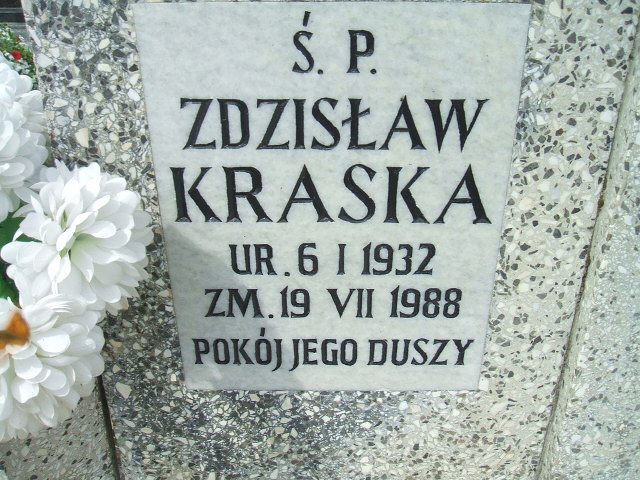 Ś. P.
ZDZISŁAW
KRASKA
UR. 6 I 1932
ZM. 19 VII 1988
POKÓJ JEGO DUSZY